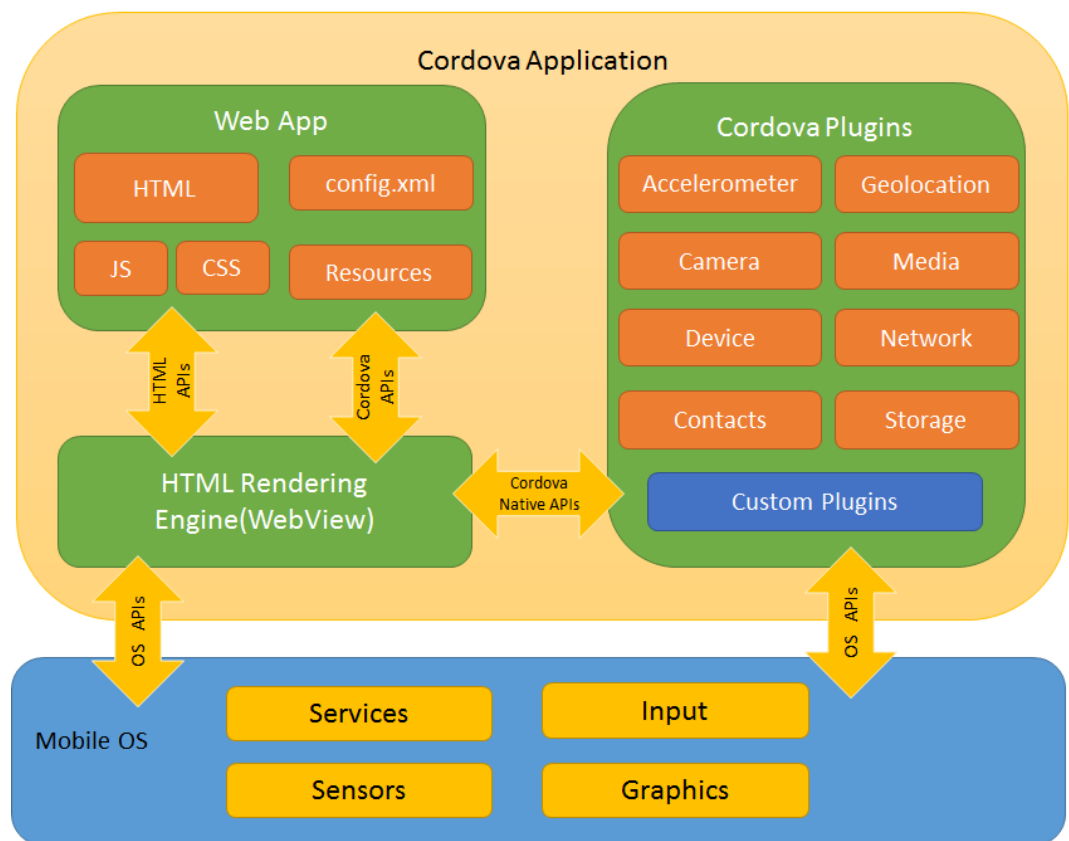 Cordova Application
Web App
HTML
config.xml
JS
CSS
Resources
HTML
APIs
Cordova
APIs
HTML Rendering
Engine(WebView)
Cordova
Native APIs
Cordova Plugins
Accelerometer
Geolocation
Camera
Media
Device
Network
Contacts
Storage
Custom Plugins
OS APIs
OS APIs
Mobile OS
Services
Input
Sensors
Graphics